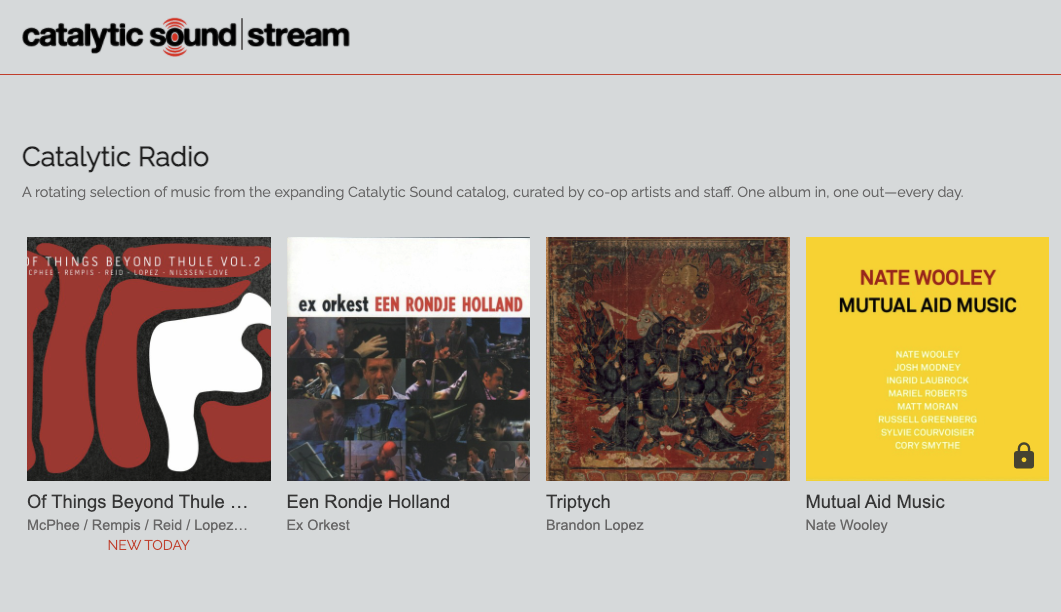 catalytic sound stream
Catalytic Radio
A rotating selection of music from the expanding Catalytic Sound catalog, curated by co-op artists and staff. One album in, one out—every day.
OF THINGS BEYOND THULE VOL.2
MCPHEE - REMPIS - REID - LOPEZ - NILSSEN-LOVE
ex orkest EEN RONDJE HOLLAND
NATE WOOLEY
MUTUAL AID MUSIC
NATE WOOLEY
JOSH MODNEY
INGRID LAUBROCK
MARIEL ROBERTS
MATT MORAN
RUSSELL GREENBERG
SYLVIE COURVOISIER
CORY SMYTHE
Of Things Beyond Thule …
McPhee / Rempis / Reid / Lopez…
NEW TODAY
Een Rondje Holland
Ex Orkest
Triptych
Brandon Lopez
Mutual Aid Music
Nate Wooley